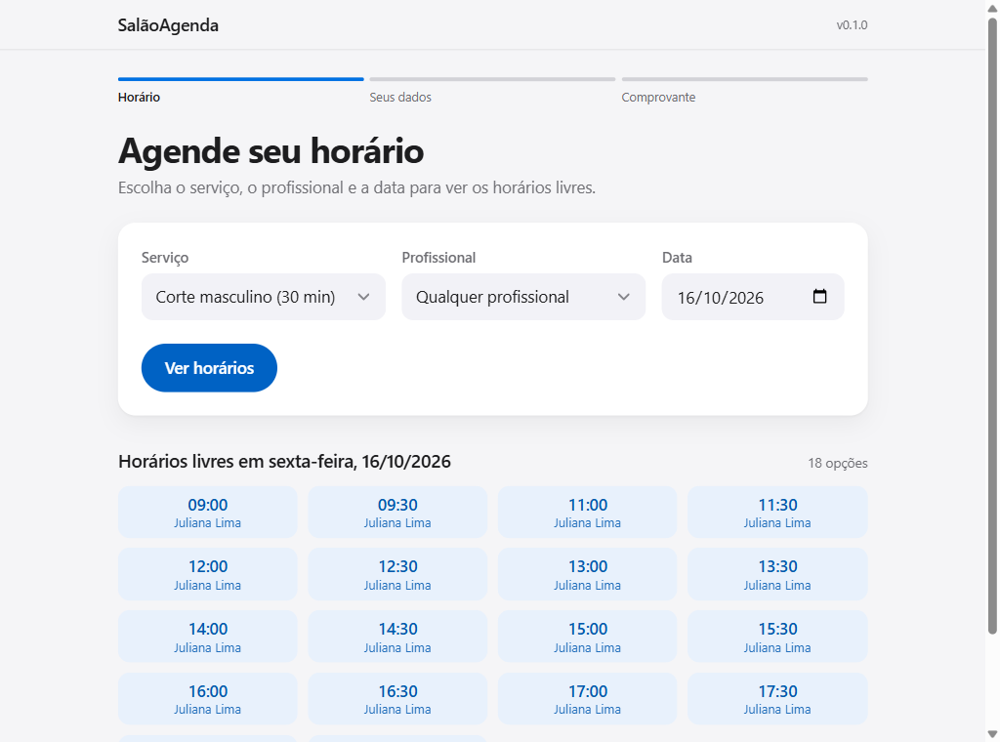 SalãoAgenda
v0.1.0
Horário
Seus dados
Comprovante
Agende seu horário
Escolha o serviço, o profissional e a data para ver os horários livres.
Serviço
Profissional
Data
Corte masculino (30 min)
Qualquer profissional
16/10/2026
Ver horários
Horários livres em sexta-feira, 16/10/2026
18 opções
09:00
Juliana Lima
09:30
Juliana Lima
11:00
Juliana Lima
11:30
Juliana Lima
12:00
Juliana Lima
12:30
Juliana Lima
13:00
Juliana Lima
13:30
Juliana Lima
14:00
Juliana Lima
14:30
Juliana Lima
15:00
Juliana Lima
15:30
Juliana Lima
16:00
Juliana Lima
16:30
Juliana Lima
17:00
Juliana Lima
17:30
Juliana Lima